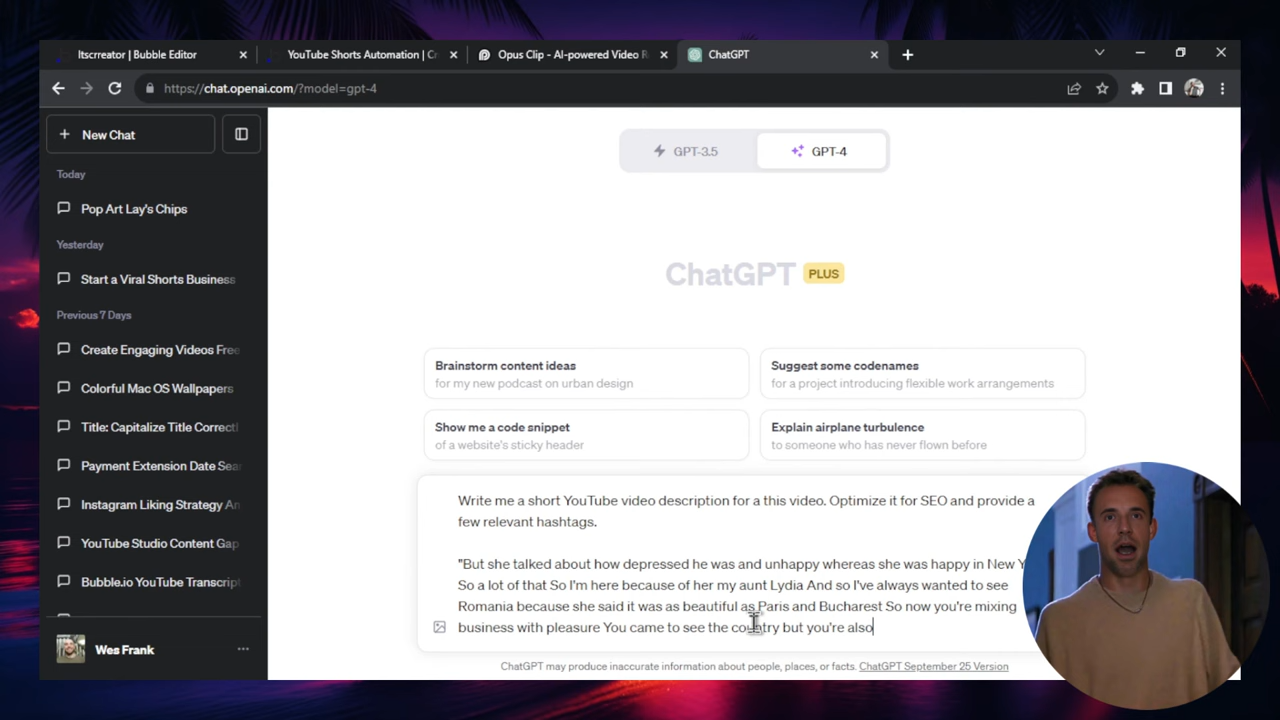 Itscrreator | Bubble Editor
YouTube Shorts Automation | Cr
Opus Clip - AI-powered Video R
ChatGPT
https://chat.openai.com/?model=gpt-4
New Chat
GPT-3.5
GPT-4
Today
Pop Art Lay's Chips
Yesterday
Start a Viral Shorts Business
Previous 7 Days
Create Engaging Videos Free
Colorful Mac OS Wallpapers
Title: Capitalize Title Correctl
Payment Extension Date Sea
Instagram Liking Strategy An
YouTube Studio Content Gap
Bubble.io YouTube Transcript
Wes Frank
ChatGPT PLUS
Brainstorm content ideas
for my new podcast on urban design
Suggest some codenames
for a project introducing flexible work arrangements
Show me a code snippet
of a website's sticky header
Explain airplane turbulence
to someone who has never flown before
Write me a short YouTube video description for a this video. Optimize it for SEO and provide a
few relevant hashtags.
"But she talked about how depressed he was and unhappy whereas she was happy in New Y
So a lot of that So I'm here because of her my aunt Lydia And so I've always wanted to see
Romania because she said it was as beautiful as Paris and Bucharest So now you're mixing
business with pleasure You came to see the country but you're also
ChatGPT may produce inaccurate information about people, places, or facts. ChatGPT September 25 Version